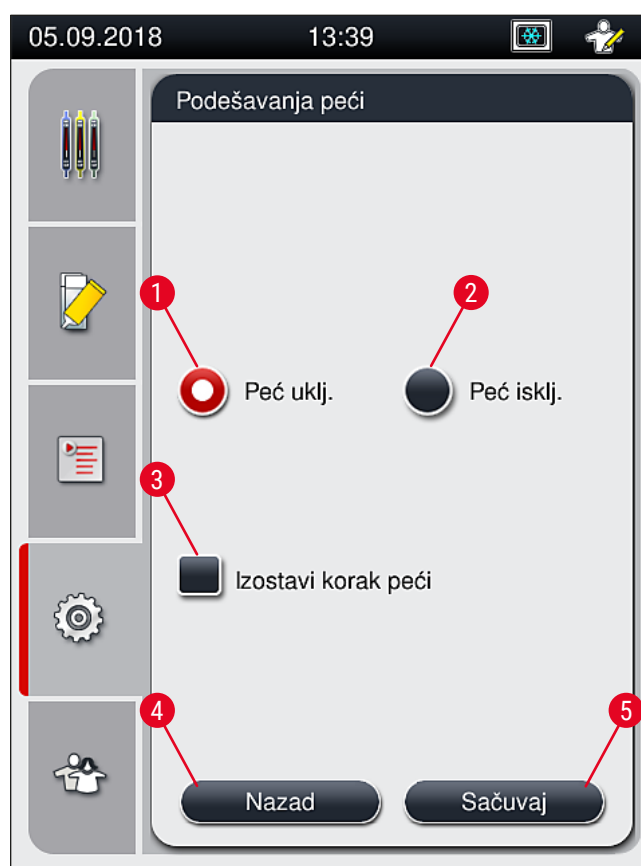 05.09.2018 13:39
Podešavanja peći
1 2
Peć uklj. Peć isklj.
3
Izostavi korak peći
4 5
Nazad Sačuvaj